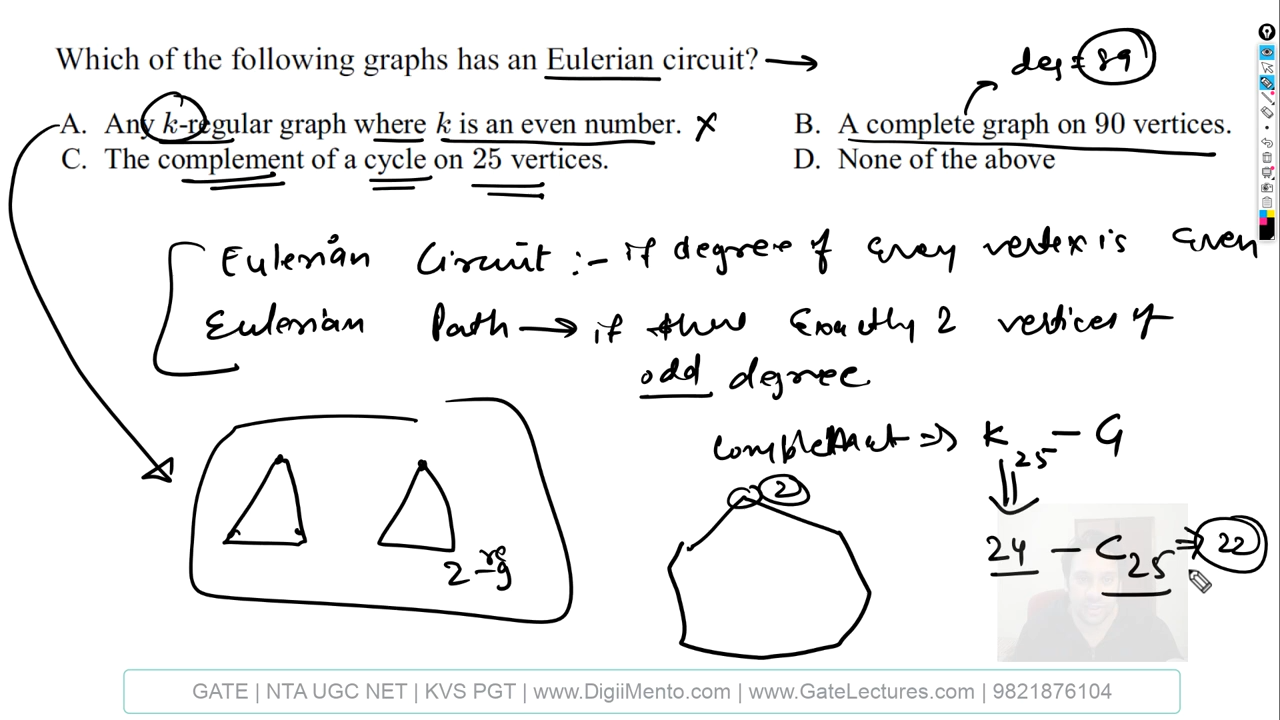 Which of the following graphs has an Eulerian circuit? →
deg = 89
A. Any k-regular graph where k is an even number. ×
B. A complete graph on 90 vertices.
C. The complement of a cycle on 25 vertices.
D. None of the above
Eulerian Circuit :- if degree of every vertex is Even
Eulerian Path → if there Exactly 2 vertices of
odd degree
⇒ K25 - G
2
2-reg
24 - C25 ⇒ 22
GATE | NTA UGC NET | KVS PGT | www.DigiiMento.com | www.GateLectures.com | 9821876104